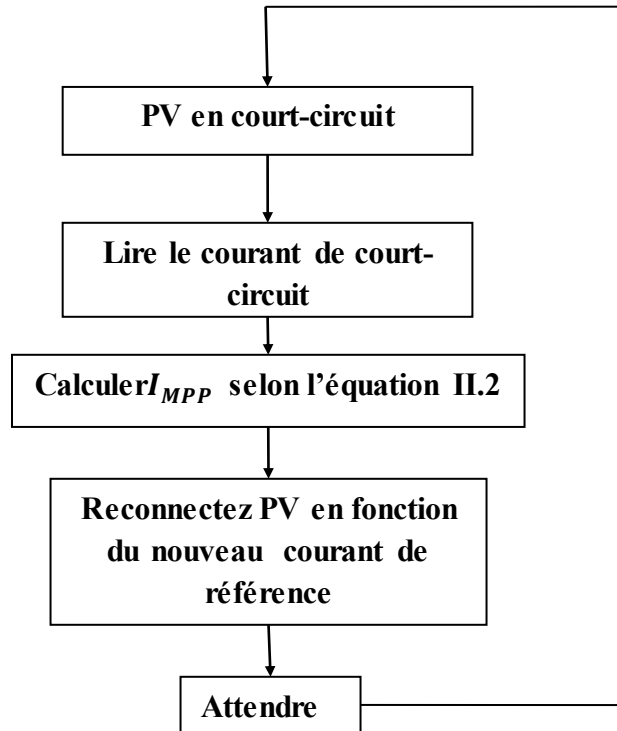 PV en court-circuit
Lire le courant de court-
circuit
CalculerI_MPP selon l’équation II.2
Reconnectez PV en fonction
du nouveau courant de
référence
Attendre